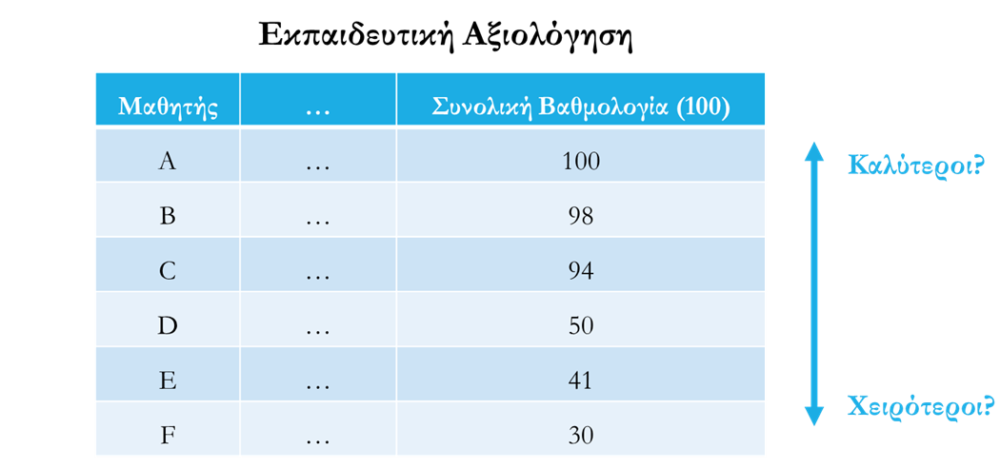 Εκπαιδευτική Αξιολόγηση
Μαθητής … Συνολική Βαθμολογία (100)
A … 100
B … 98
C … 94
D … 50
E … 41
F … 30
Καλύτεροι?
Χειρότεροι?